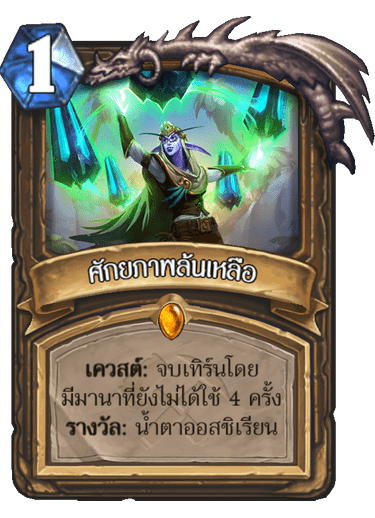 1
ศักยภาพล้นเหลือ
เควสต์: จบเทิร์นโดย
มีมานาที่ยังไม่ได้ใช้ 4 ครั้ง
รางวัล: น้ำตาออสซิเรียน